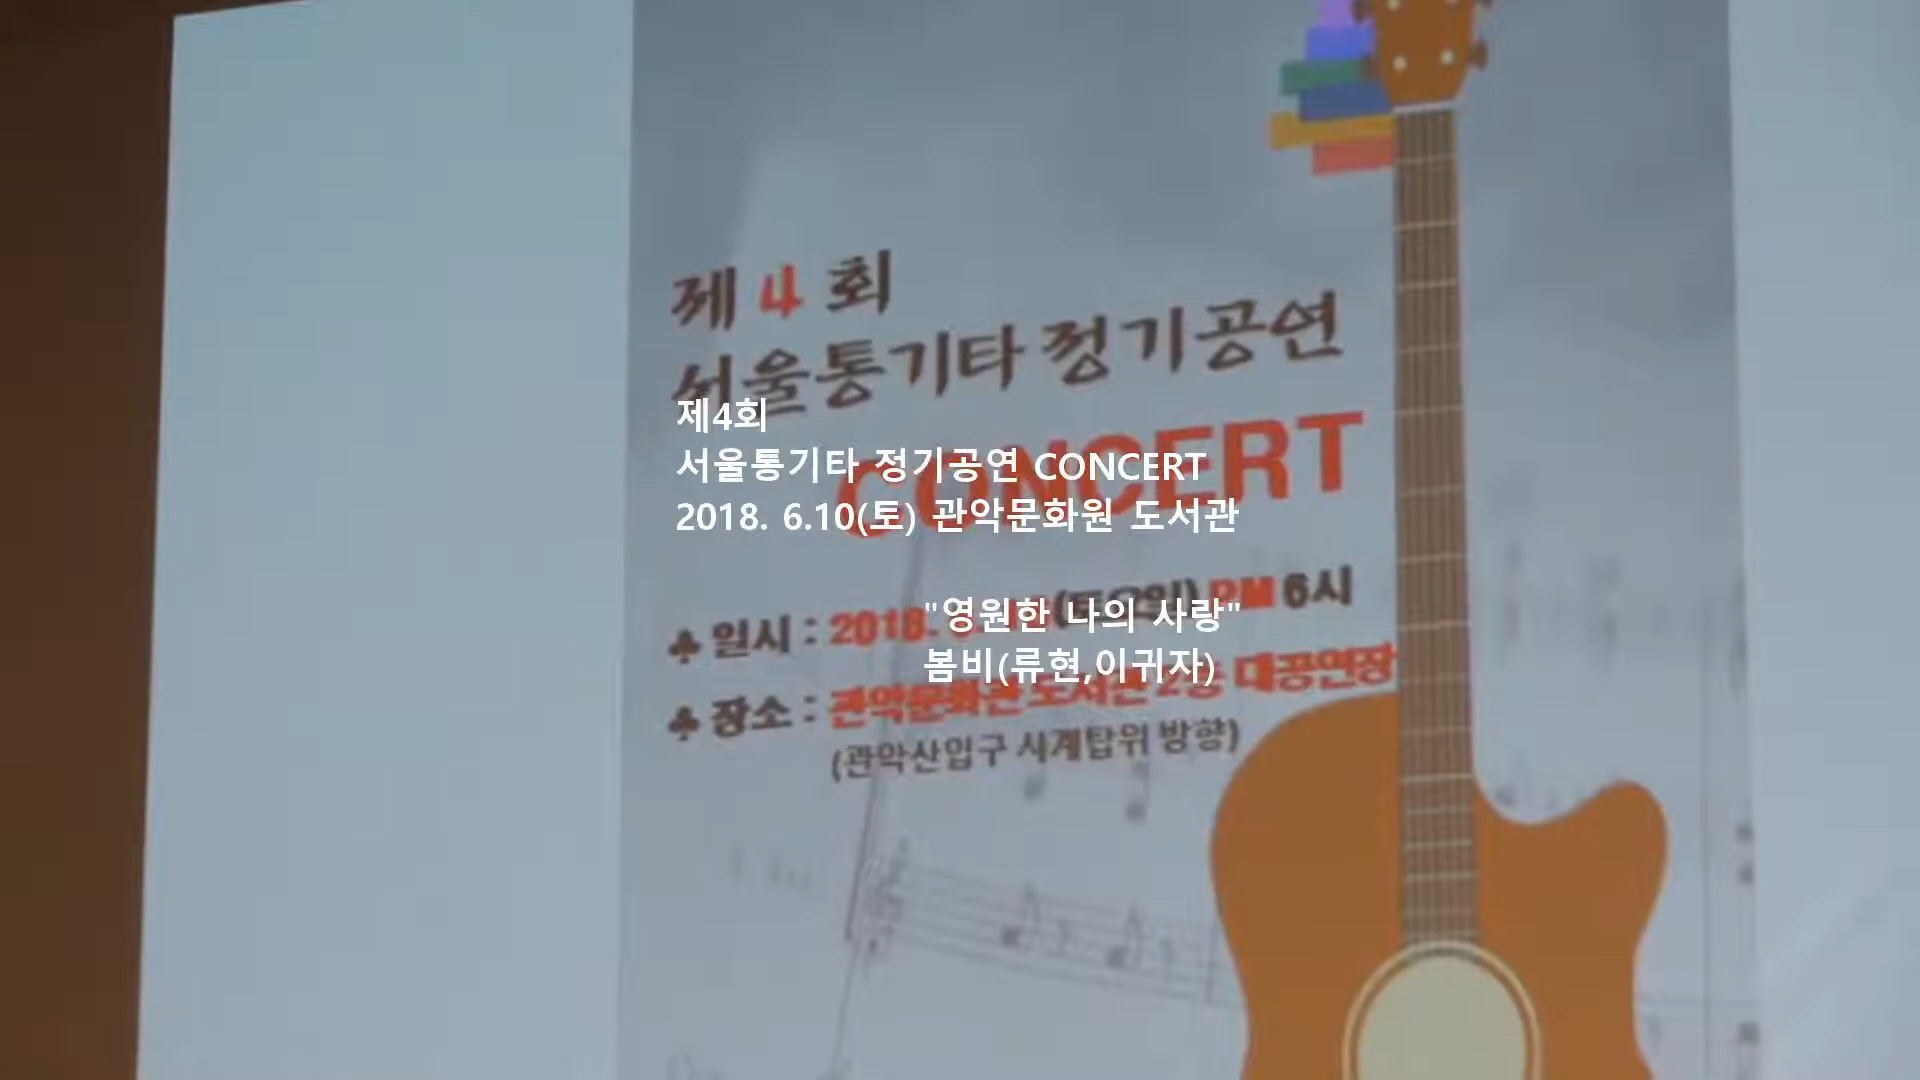 제 4 회
서울통기타 정기공연
CONCERT
제4회
서울통기타 정기공연 CONCERT
2018. 6.10(토) 관악문화원 도서관
"영원한 나의 사랑"
봄비(류현,이귀자)
♣ 일시 : 2018. PM 6시
♣ 장소 : 관악문화관 도서관 2층 대공연장
(관악산입구 시계탑위 방향)